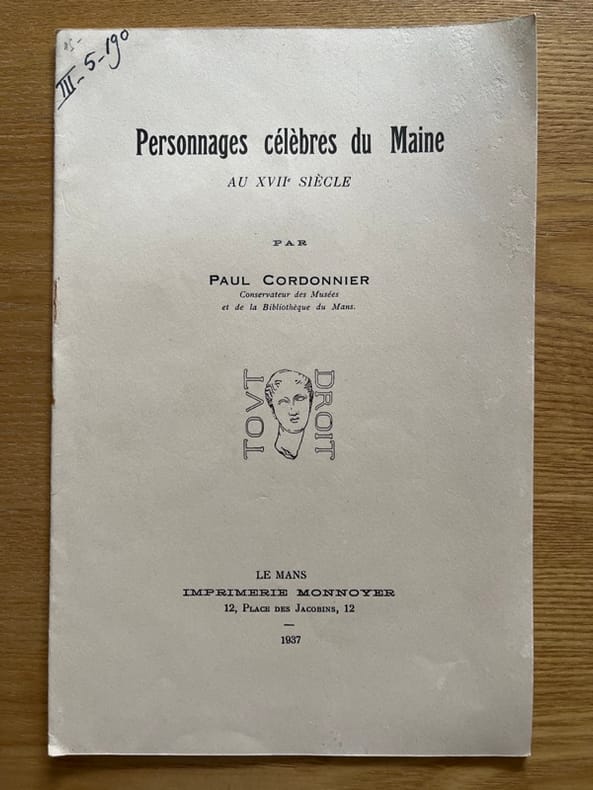 III-5-190
Personnages célèbres du Maine
AU XVIIe SIÈCLE
PAR
PAUL CORDONNIER
Conservateur des Musées
et de la Bibliothèque du Mans.
TOVT
DROIT
LE MANS
IMPRIMERIE MONNOYER
12, PLACE DES JACOBINS, 12
—
1937